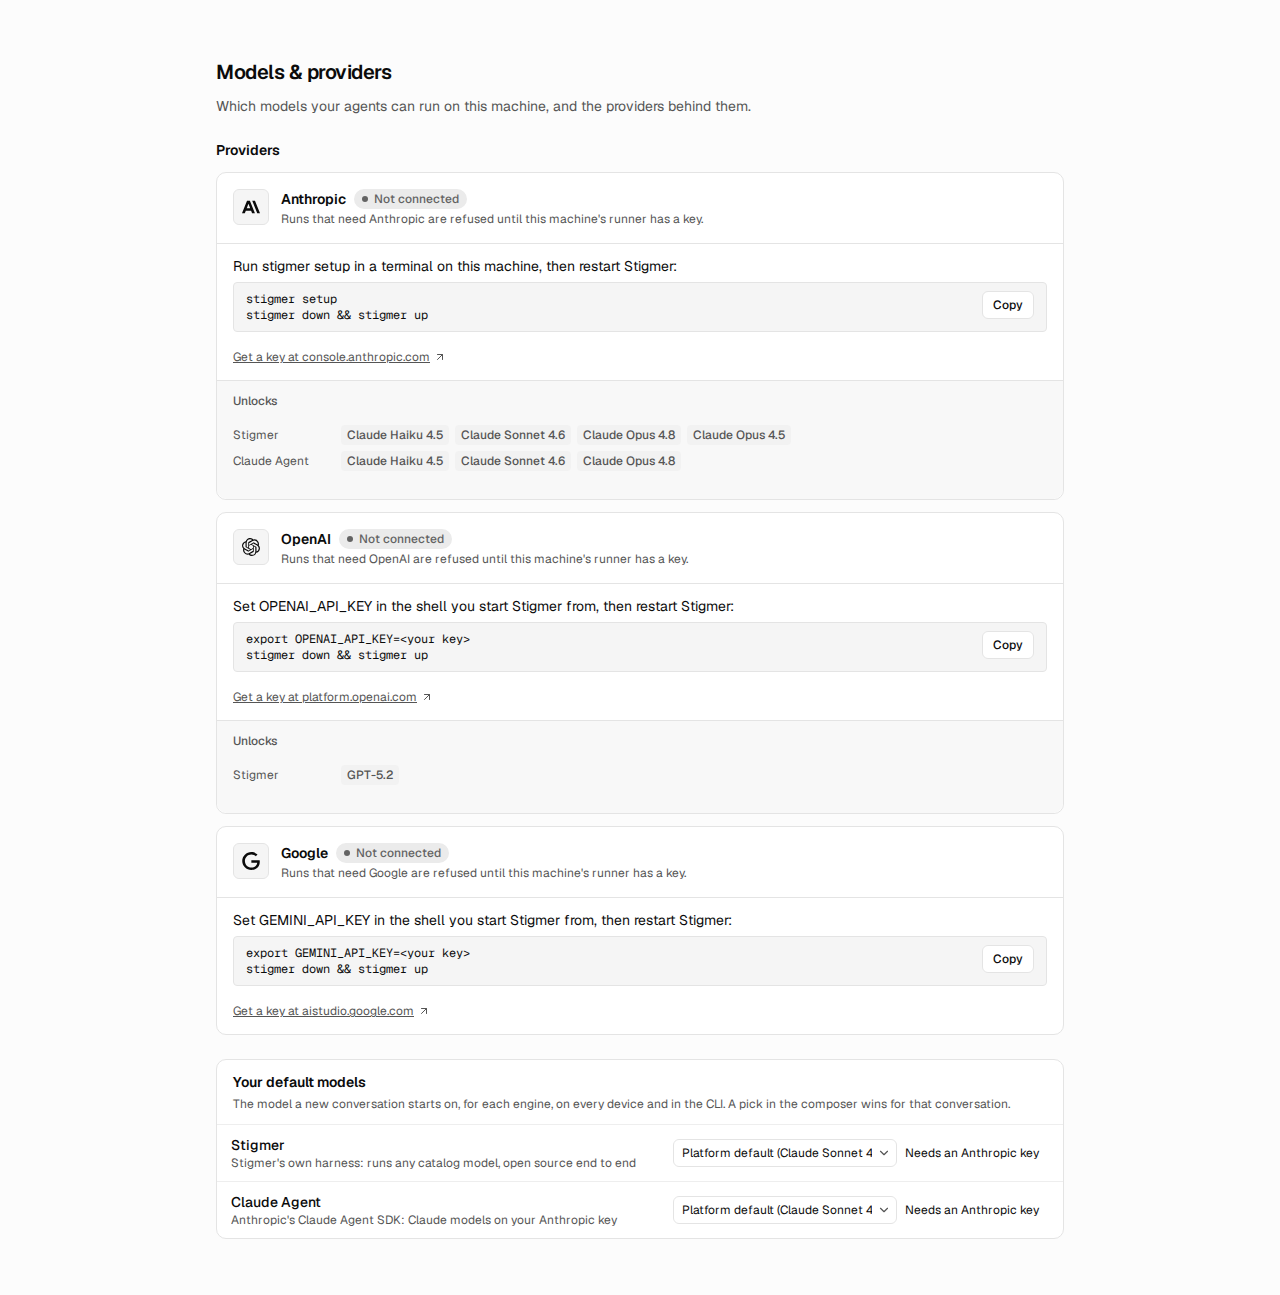 Models & providers
Which models your agents can run on this machine, and the providers behind them.
Providers
Anthropic Not connected
Runs that need Anthropic are refused until this machine's runner has a key.
Run stigmer setup in a terminal on this machine, then restart Stigmer:
stigmer setup
stigmer down && stigmer up
Copy
Get a key at console.anthropic.com
Unlocks
Stigmer Claude Haiku 4.5 Claude Sonnet 4.6 Claude Opus 4.8 Claude Opus 4.5
Claude Agent Claude Haiku 4.5 Claude Sonnet 4.6 Claude Opus 4.8
OpenAI Not connected
Runs that need OpenAI are refused until this machine's runner has a key.
Set OPENAI_API_KEY in the shell you start Stigmer from, then restart Stigmer:
export OPENAI_API_KEY=<your key>
stigmer down && stigmer up
Copy
Get a key at platform.openai.com
Unlocks
Stigmer GPT-5.2
Google Not connected
Runs that need Google are refused until this machine's runner has a key.
Set GEMINI_API_KEY in the shell you start Stigmer from, then restart Stigmer:
export GEMINI_API_KEY=<your key>
stigmer down && stigmer up
Copy
Get a key at aistudio.google.com
Your default models
The model a new conversation starts on, for each engine, on every device and in the CLI. A pick in the composer wins for that conversation.
Stigmer
Stigmer's own harness: runs any catalog model, open source end to end
Platform default (Claude Sonnet 4 Needs an Anthropic key
Claude Agent
Anthropic's Claude Agent SDK: Claude models on your Anthropic key
Platform default (Claude Sonnet 4 Needs an Anthropic key